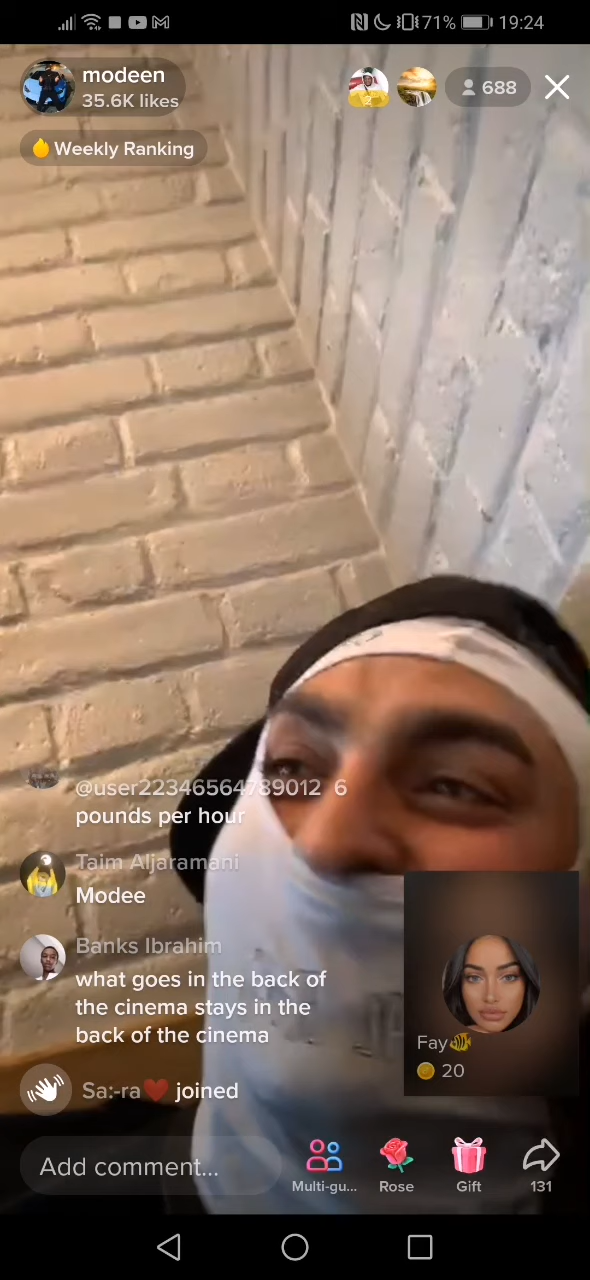 71% 19:24
modeen
35.6K likes
2
688
Weekly Ranking
@user22346564789012 6
pounds per hour
Taim Aljaramani
Modee
Banks Ibrahim
what goes in the back of
the cinema stays in the
back of the cinema
Sa:-ra❤️ joined
Fay🐠
20
Add comment...
Multi-gu...
Rose
Gift
131